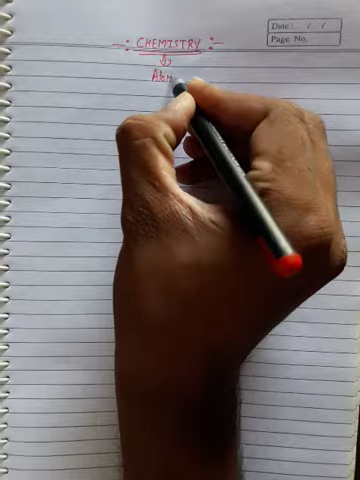 Date: / /
Page No.
—: CHEMISTRY :—